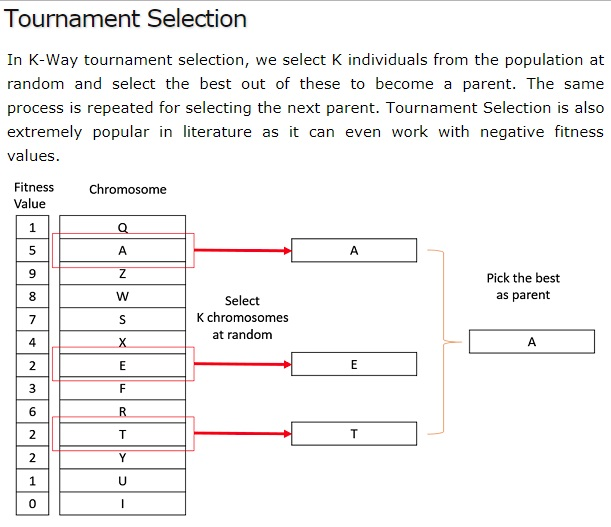 Tournament Selection
In K-Way tournament selection, we select K individuals from the population at
random and select the best out of these to become a parent. The same
process is repeated for selecting the next parent. Tournament Selection is also
extremely popular in literature as it can even work with negative fitness
values.
Fitness
Value
Chromosome
1 Q
5 A
9 Z
8 W
7 S
4 X
2 E
3 F
6 R
2 T
2 Y
1 U
0 I
Select
K chromosomes
at random
A
E
T
Pick the best
as parent
A